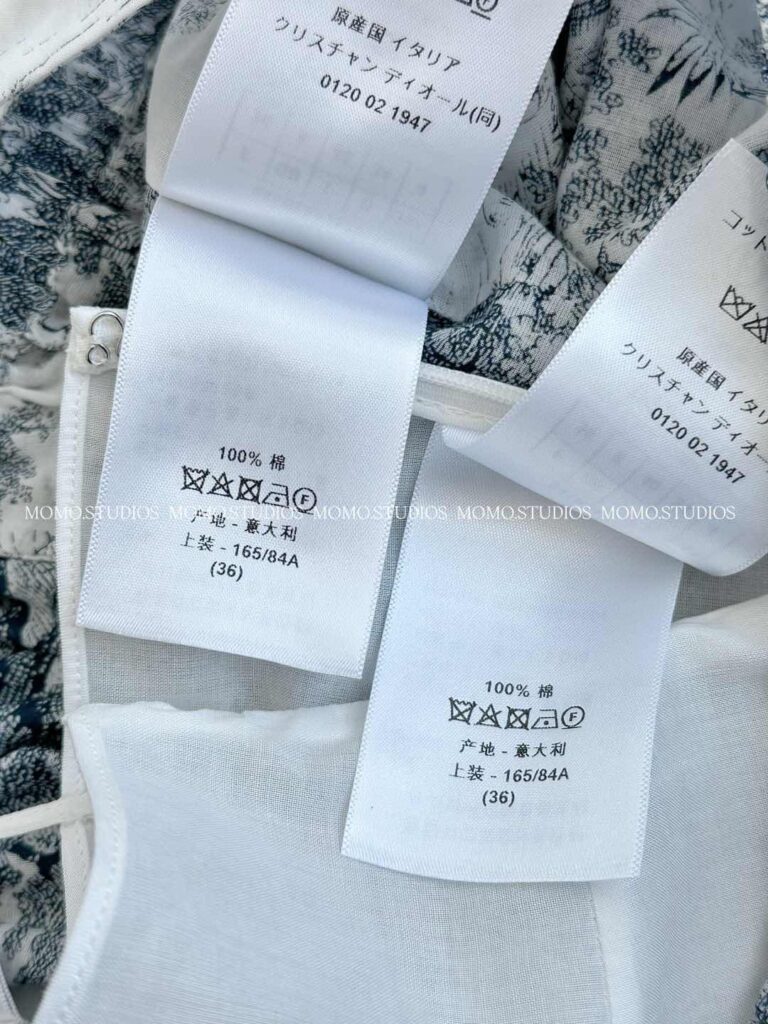 原産国 イタリア
クリスチャン ディオール(同)
0120 02 1947
コット
原産国 イタリ
クリスチャン ディオール
0120 02 1947
100% 棉
F
产地 - 意大利
上装 - 165/84A
(36)
MOMO.STUDIOS MOMO.STUDIOS MOMO.STUDIOS MOMO.STUDIOS MOMO.STUDIOS
100% 棉
F
产地 - 意大利
上装 - 165/84A
(36)